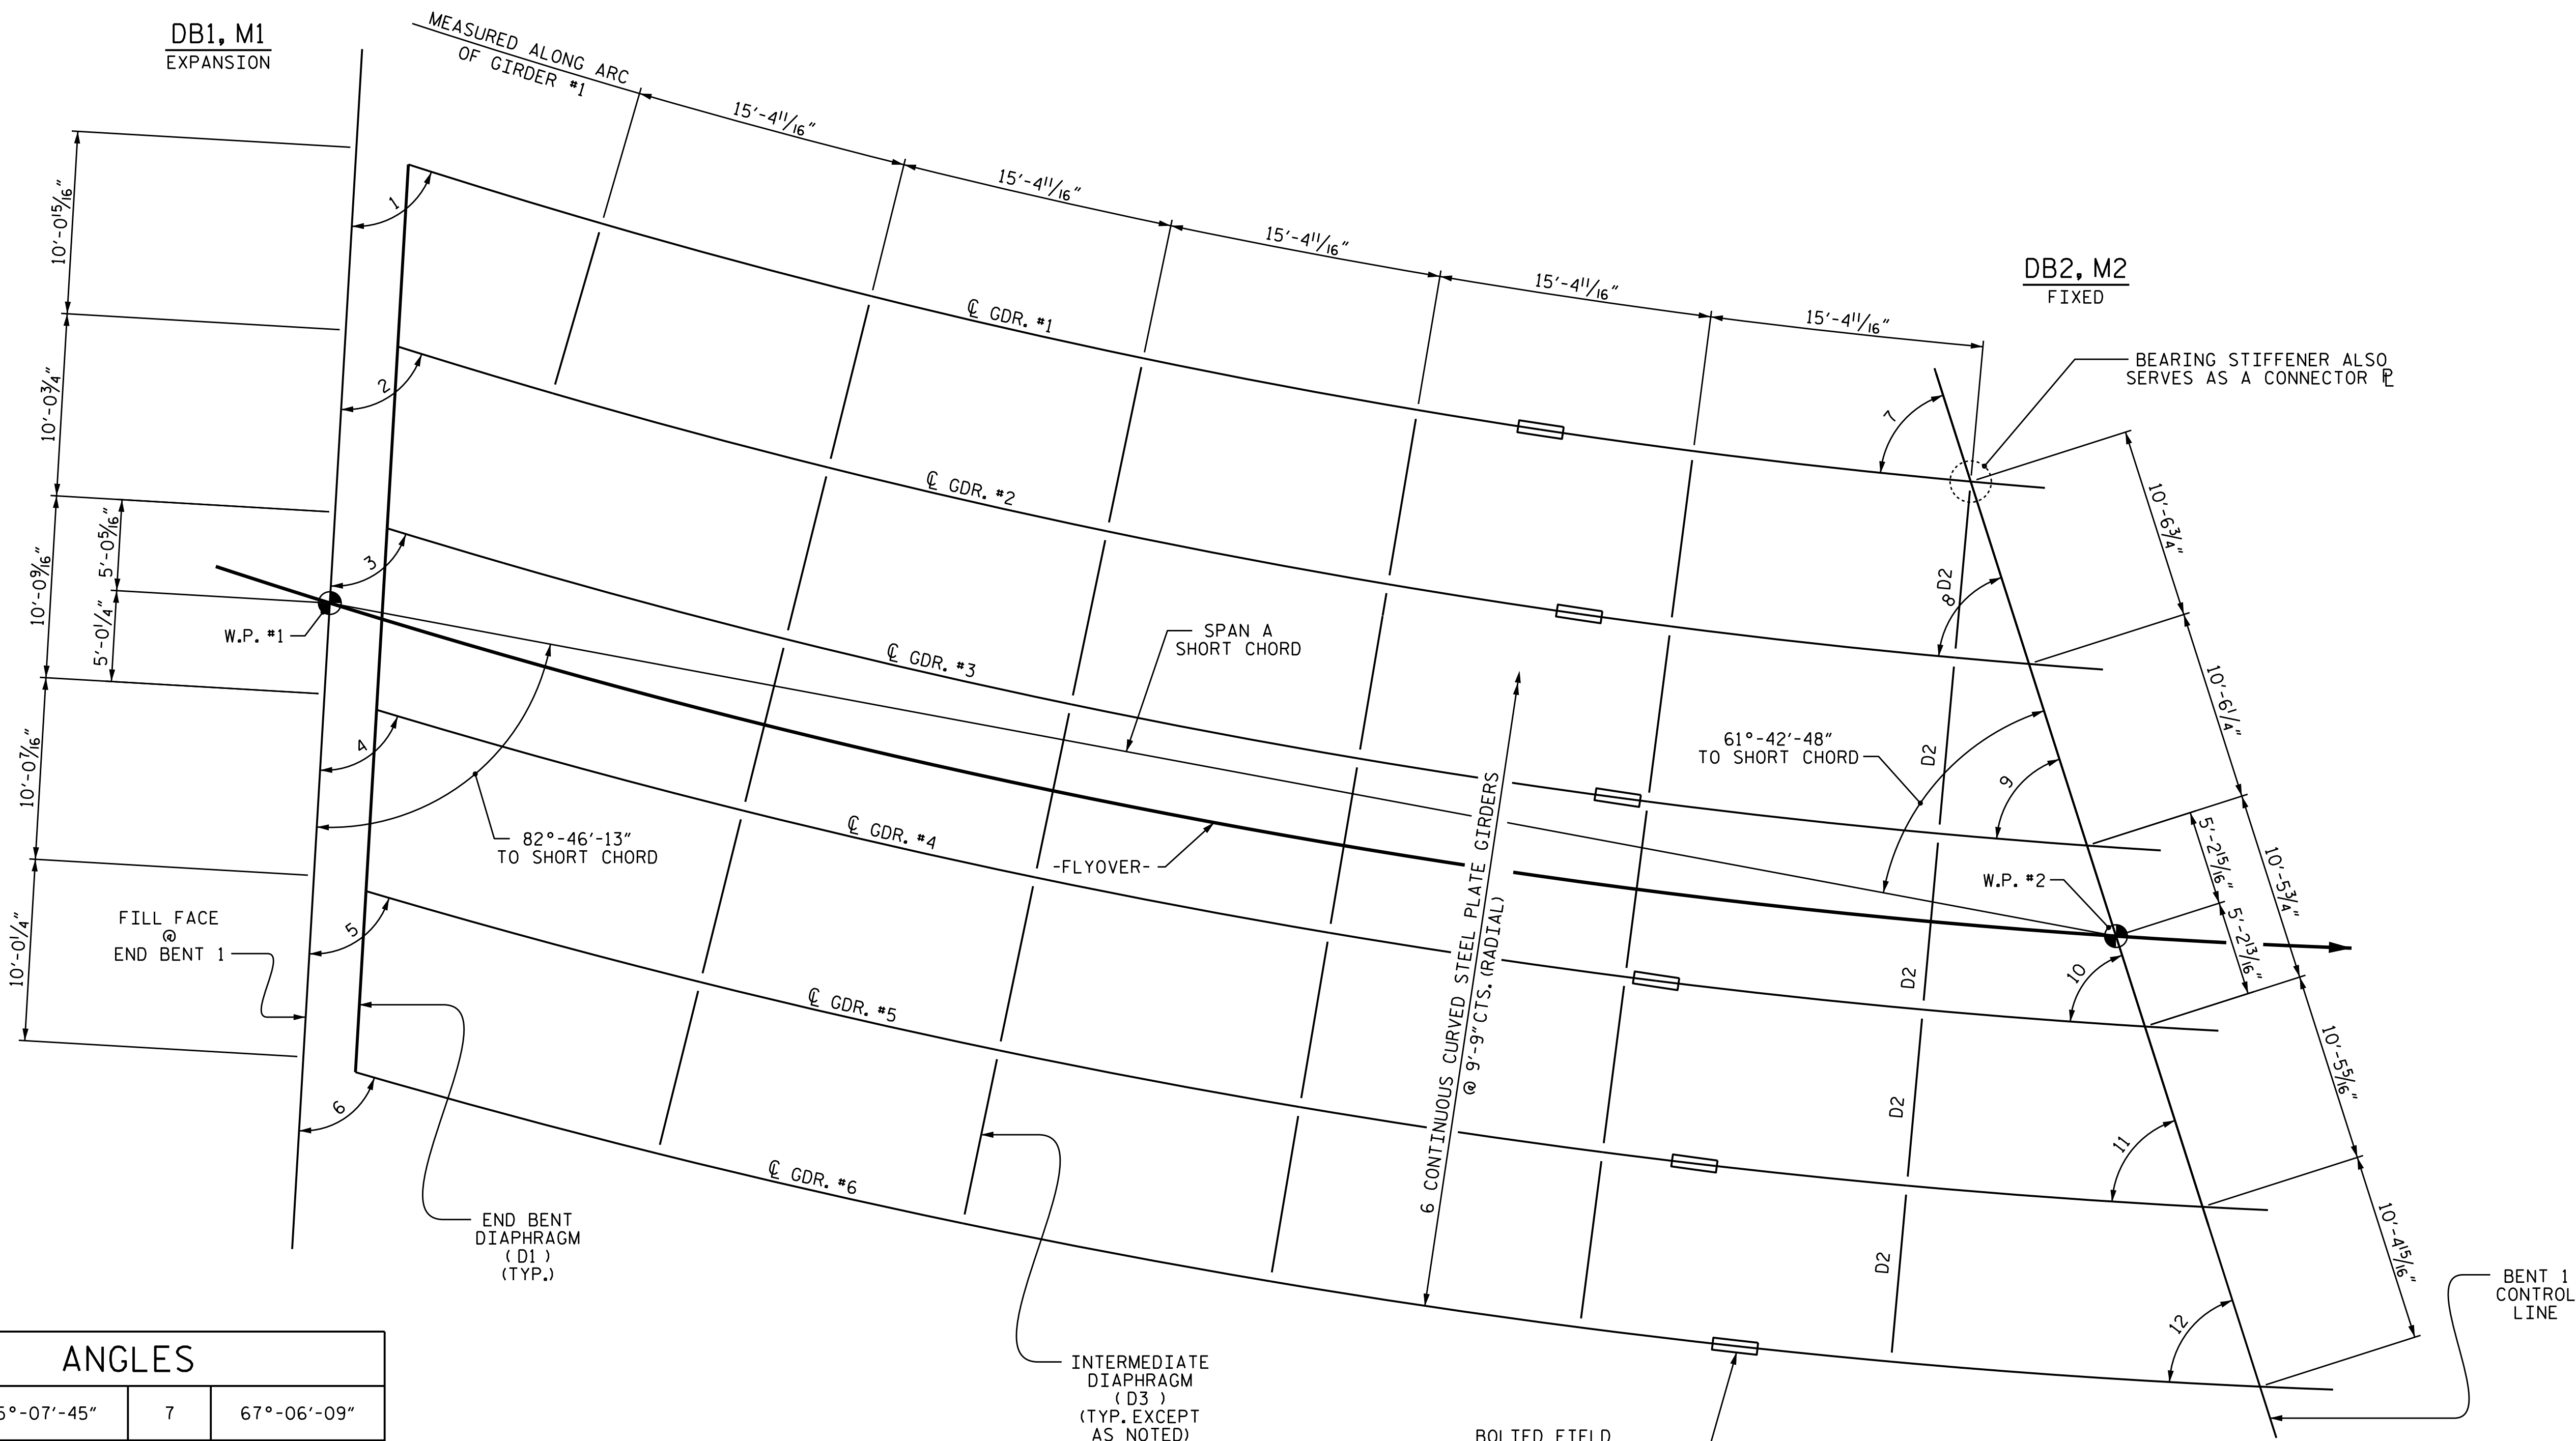 DB1, M1
EXPANSION
MEASURED ALONG ARC
OF GIRDER #1
15'-4 11/16"
15'-4 11/16"
15'-4 11/16"
15'-4 11/16"
15'-4 11/16"
DB2, M2
FIXED
BEARING STIFFENER ALSO
SERVES AS A CONNECTOR ℙL
10'-0 15/16"
10'-0 3/4"
10'-0 9/16"
5'-0 5/16"
5'-0 1/4"
10'-0 7/16"
10'-0 1/4"
1
2
3
4
5
6
7
8
9
10
11
12
℄ GDR. #1
℄ GDR. #2
℄ GDR. #3
℄ GDR. #4
℄ GDR. #5
℄ GDR. #6
W.P. #1
SPAN A
SHORT CHORD
82°-46'-13"
TO SHORT CHORD
61°-42'-48"
TO SHORT CHORD
-FLYOVER-
W.P. #2
6 CONTINUOUS CURVED STEEL PLATE GIRDERS
@ 9'-9" CTS. (RADIAL)
D2
D2
D2
D2
D2
10'-6 3/4"
10'-6 1/4"
10'-5 3/4"
5'-2 15/16"
5'-2 13/16"
10'-5 5/16"
10'-4 15/16"
FILL FACE
@
END BENT 1
END BENT
DIAPHRAGM
(D1)
(TYP.)
INTERMEDIATE
DIAPHRAGM
(D3)
(TYP. EXCEPT
AS NOTED)
BOLTED FIELD
BENT 1
CONTROL
LINE
ANGLES
5°-07'-45"
7
67°-06'-09"